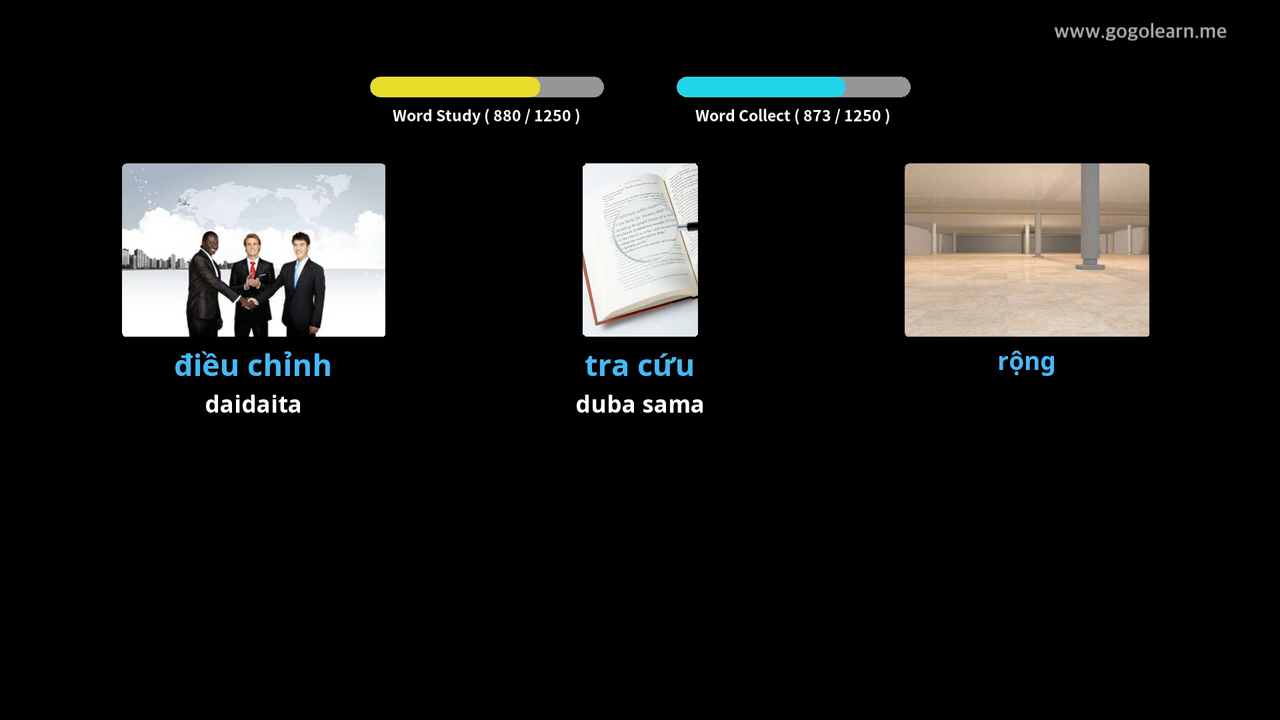 www.gogolearn.me
Word Study ( 880 / 1250 )
Word Collect ( 873 / 1250 )
điều chỉnh
daidaita
tra cứu
duba sama
rộng